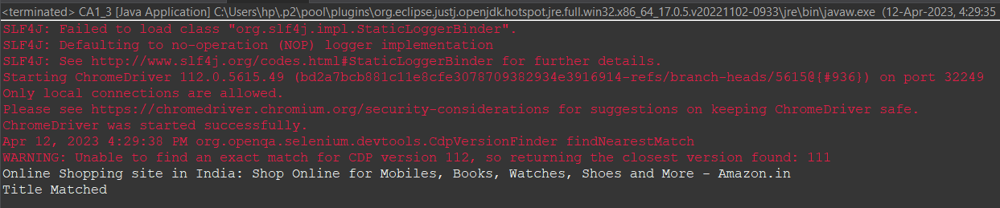 <terminated> CA1_3 [Java Application] C:\Users\hp\.p2\pool\plugins\org.eclipse.justj.openjdk.hotspot.jre.full.win32.x86_64_17.0.5.v20221102-0933\jre\bin\javaw.exe (12-Apr-2023, 4:29:35
SLF4J: Failed to load class "org.slf4j.impl.StaticLoggerBinder".
SLF4J: Defaulting to no-operation (NOP) logger implementation
SLF4J: See http://www.slf4j.org/codes.html#StaticLoggerBinder for further details.
Starting ChromeDriver 112.0.5615.49 (bd2a7bcb881c11e8cfe3078709382934e3916914-refs/branch-heads/5615@{#936}) on port 32249
Only local connections are allowed.
Please see https://chromedriver.chromium.org/security-considerations for suggestions on keeping ChromeDriver safe.
ChromeDriver was started successfully.
Apr 12, 2023 4:29:38 PM org.openqa.selenium.devtools.CdpVersionFinder findNearestMatch
WARNING: Unable to find an exact match for CDP version 112, so returning the closest version found: 111
Online Shopping site in India: Shop Online for Mobiles, Books, Watches, Shoes and More - Amazon.in
Title Matched